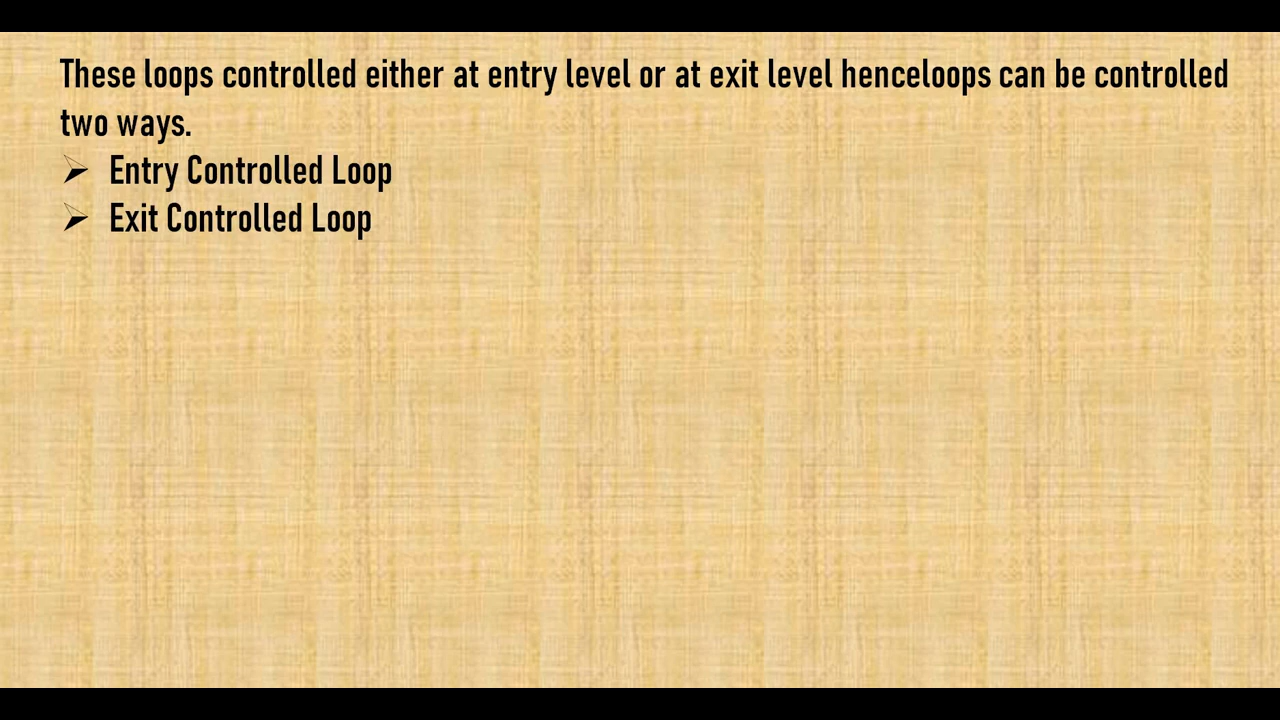 These loops controlled either at entry level or at exit level henceloops can be controlled
two ways.
➢ Entry Controlled Loop
➢ Exit Controlled Loop